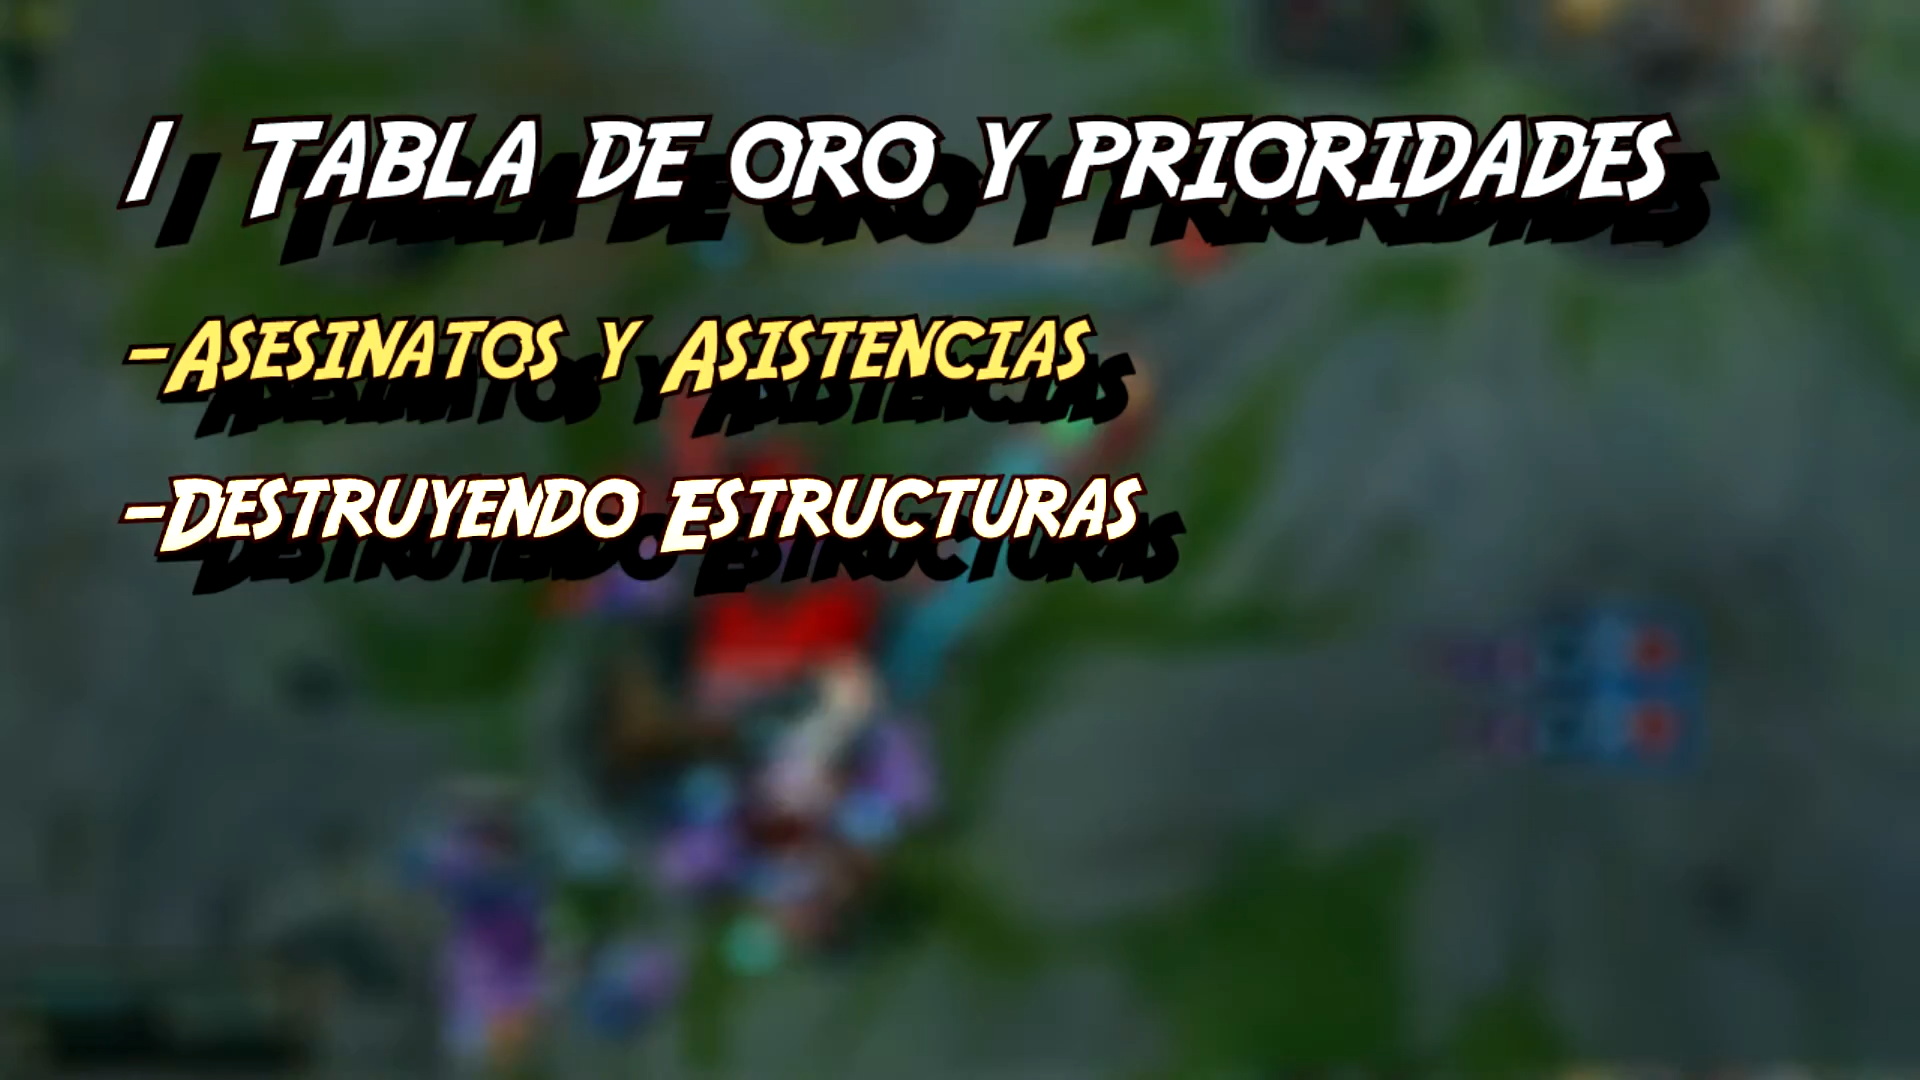 1 Tabla de oro y prioridades
-Asesinatos y Asistencias
-Destruyendo Estructuras